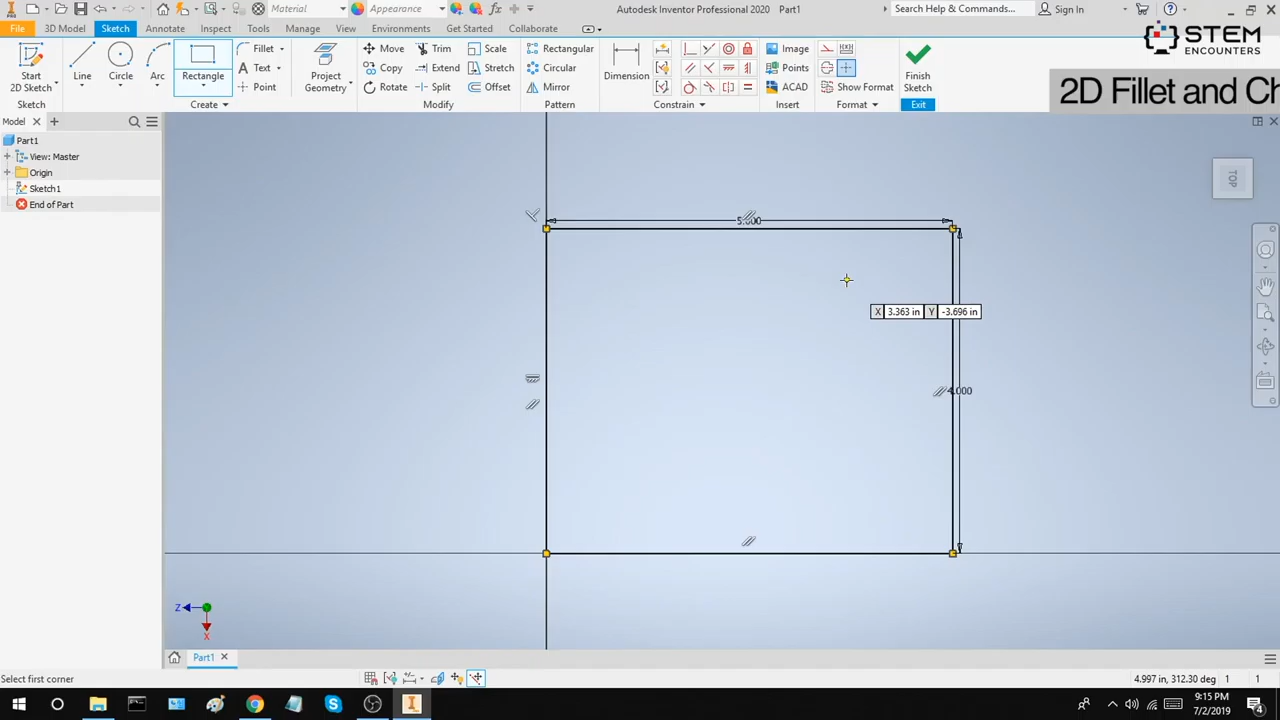 Material
Appearance
fx
Autodesk Inventor Professional 2020 Part1
Search Help & Commands...
Sign In
PRO
File
3D Model
Sketch
Annotate
Inspect
Tools
Manage
View
Environments
Get Started
Collaborate
STEM
ENCOUNTERS
Start
2D Sketch
Line
Circle
Arc
Rectangle
Fillet
Text
Point
Project
Geometry
Move
Copy
Rotate
Trim
Extend
Split
Scale
Stretch
Offset
Rectangular
Circular
Mirror
Dimension
Image
Points
ACAD
Show Format
Finish
Sketch
2D Fillet and Ch
Sketch
Create
Modify
Pattern
Constrain
Insert
Format
Exit
Model
Part1
View: Master
Origin
Sketch1
End of Part
TOP
5.000
X 3.363 in Y -3.696 in
4.000
Z
X
Part1
Select first corner
4.997 in, 312.30 deg 1 1
9:15 PM
7/2/2019
4